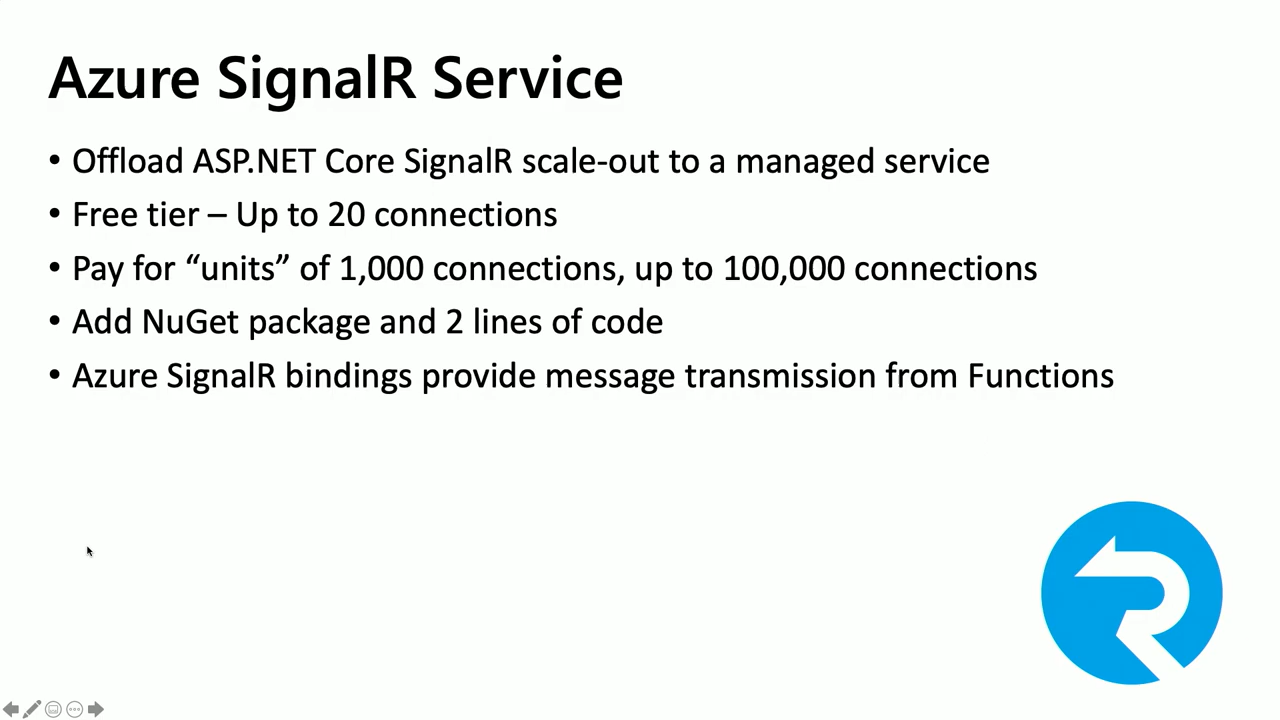 Azure SignalR Service
• Offload ASP.NET Core SignalR scale-out to a managed service
• Free tier – Up to 20 connections
• Pay for “units” of 1,000 connections, up to 100,000 connections
• Add NuGet package and 2 lines of code
• Azure SignalR bindings provide message transmission from Functions